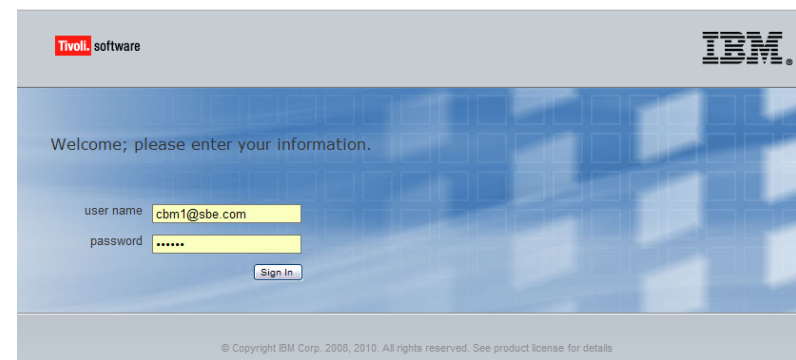 Tivoli. software
IBM®
Welcome; please enter your information.
user name cbm1@sbe.com
password ••••••
Sign In
© Copyright IBM Corp. 2008, 2010. All rights reserved. See product license for details